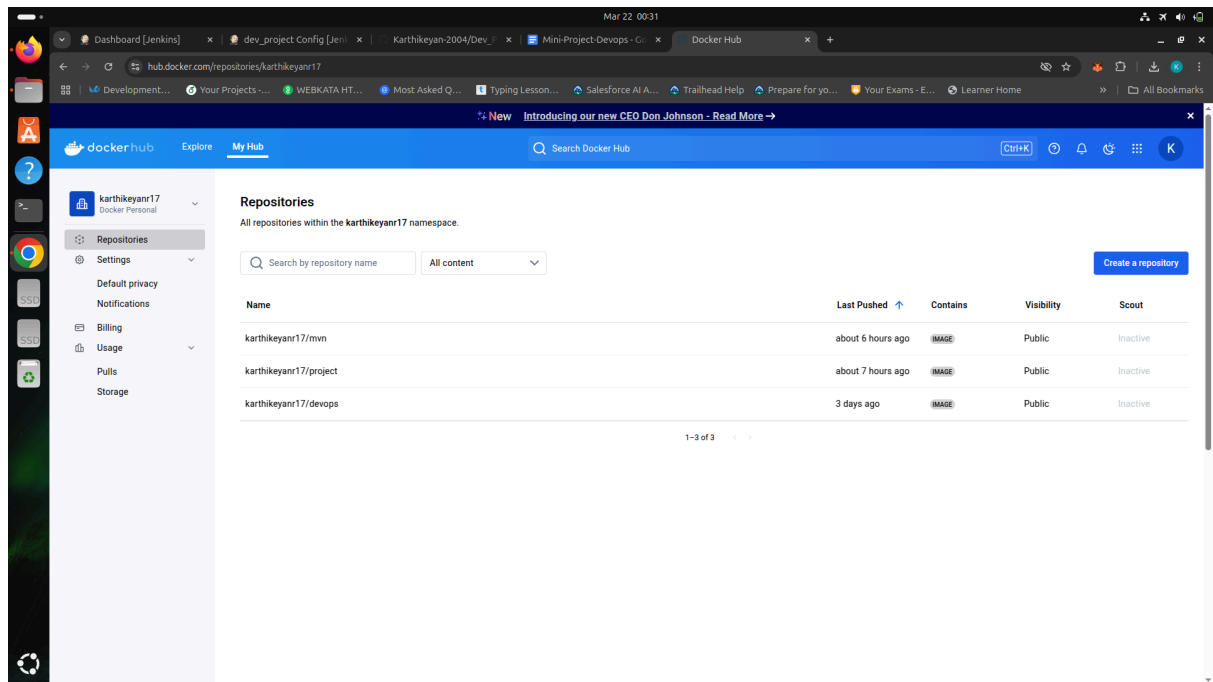 Mar 22 00:31
Dashboard [Jenkins]
dev_project Config [Jen
Karthikeyan-2004/Dev_P
Mini-Project-Devops - Go
Docker Hub
hub.docker.com/repositories/karthikeyanr17
K
Development...
Your Projects -...
WEBKATA HT...
Most Asked Q...
Typing Lesson...
Salesforce AI A...
Trailhead Help
Prepare for yo...
Your Exams - E...
Learner Home
All Bookmarks
New Introducing our new CEO Don Johnson - Read More →
dockerhub Explore My Hub Search Docker Hub Ctrl+K K
karthikeyanr17
Docker Personal
Repositories
Settings
Default privacy
Notifications
Billing
Usage
Pulls
Storage
Repositories
All repositories within the karthikeyanr17 namespace.
Search by repository name All content Create a repository
Name Last Pushed Contains Visibility Scout
karthikeyanr17/mvn about 6 hours ago IMAGE Public Inactive
karthikeyanr17/project about 7 hours ago IMAGE Public Inactive
karthikeyanr17/devops 3 days ago IMAGE Public Inactive
1–3 of 3
SSD
SSD